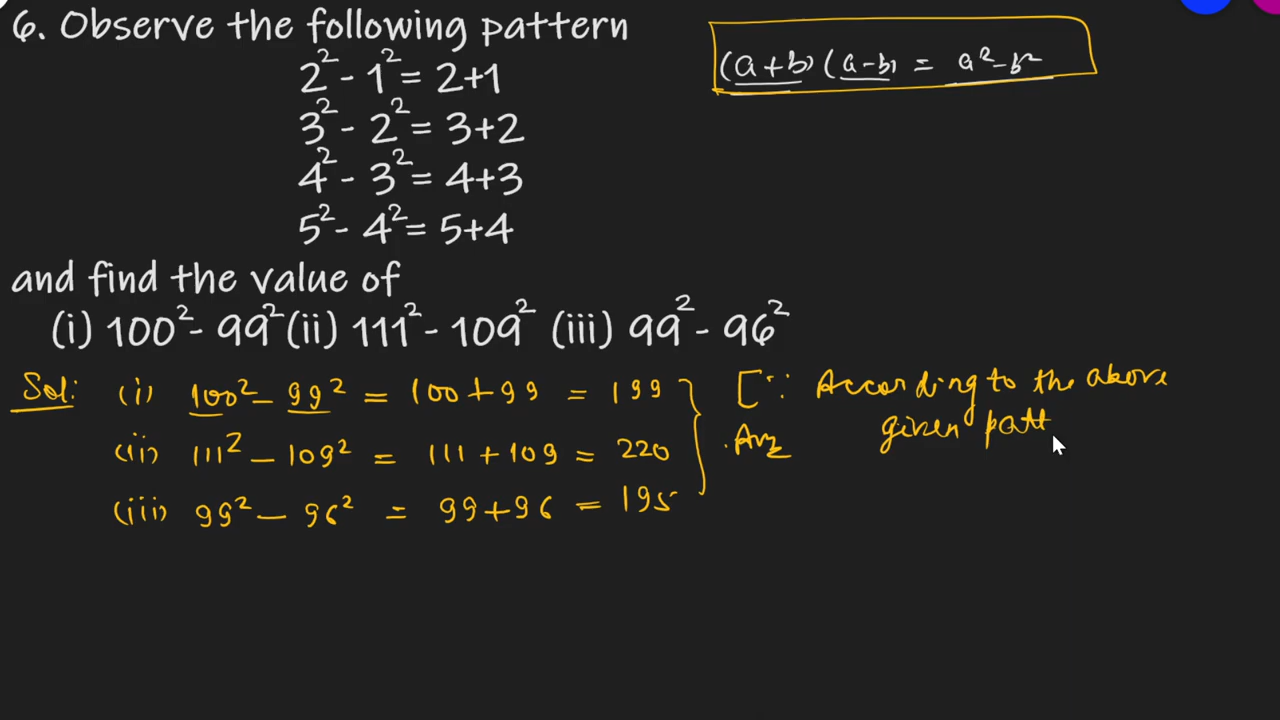 6. Observe the following pattern
(a+b)(a-b) = a²-b²
2²- 1²= 2+1
3²- 2²= 3+2
4²- 3²= 4+3
5²- 4²= 5+4
and find the value of
(i) 100²- 99²(ii) 111²- 109² (iii) 99²- 96²
Sol: (i) 100² - 99² = 100+99 = 199 [∵ According to the above
given patt
(ii) 111² - 109² = 111+109 = 220 .Ans
(iii) 99² - 96² = 99+96 = 195